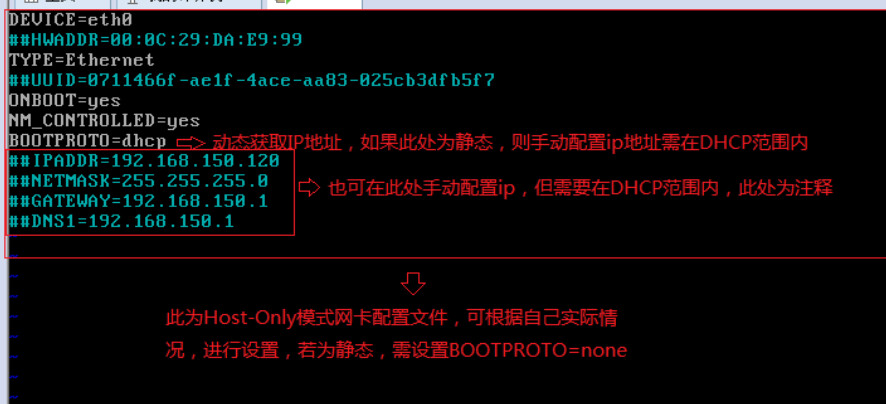 DEVICE=eth0
##HWADDR=00:0C:29:DA:E9:99
TYPE=Ethernet
##UUID=0711466f-ae1f-4ace-aa83-025cb3dfb5f7
ONBOOT=yes
NM_CONTROLLED=yes
BOOTPROTO=dhcp 动态获取IP地址，如果此处为静态，则手动配置ip地址需在DHCP范围内
##IPADDR=192.168.150.120
##NETMASK=255.255.255.0
也可在此处手动配置ip，但需要在DHCP范围内，此处为注释
##GATEWAY=192.168.150.1
##DNS1=192.168.150.1
此为Host-Only模式网卡配置文件，可根据自己实际情
况，进行设置，若为静态，需设置BOOTPROTO=none